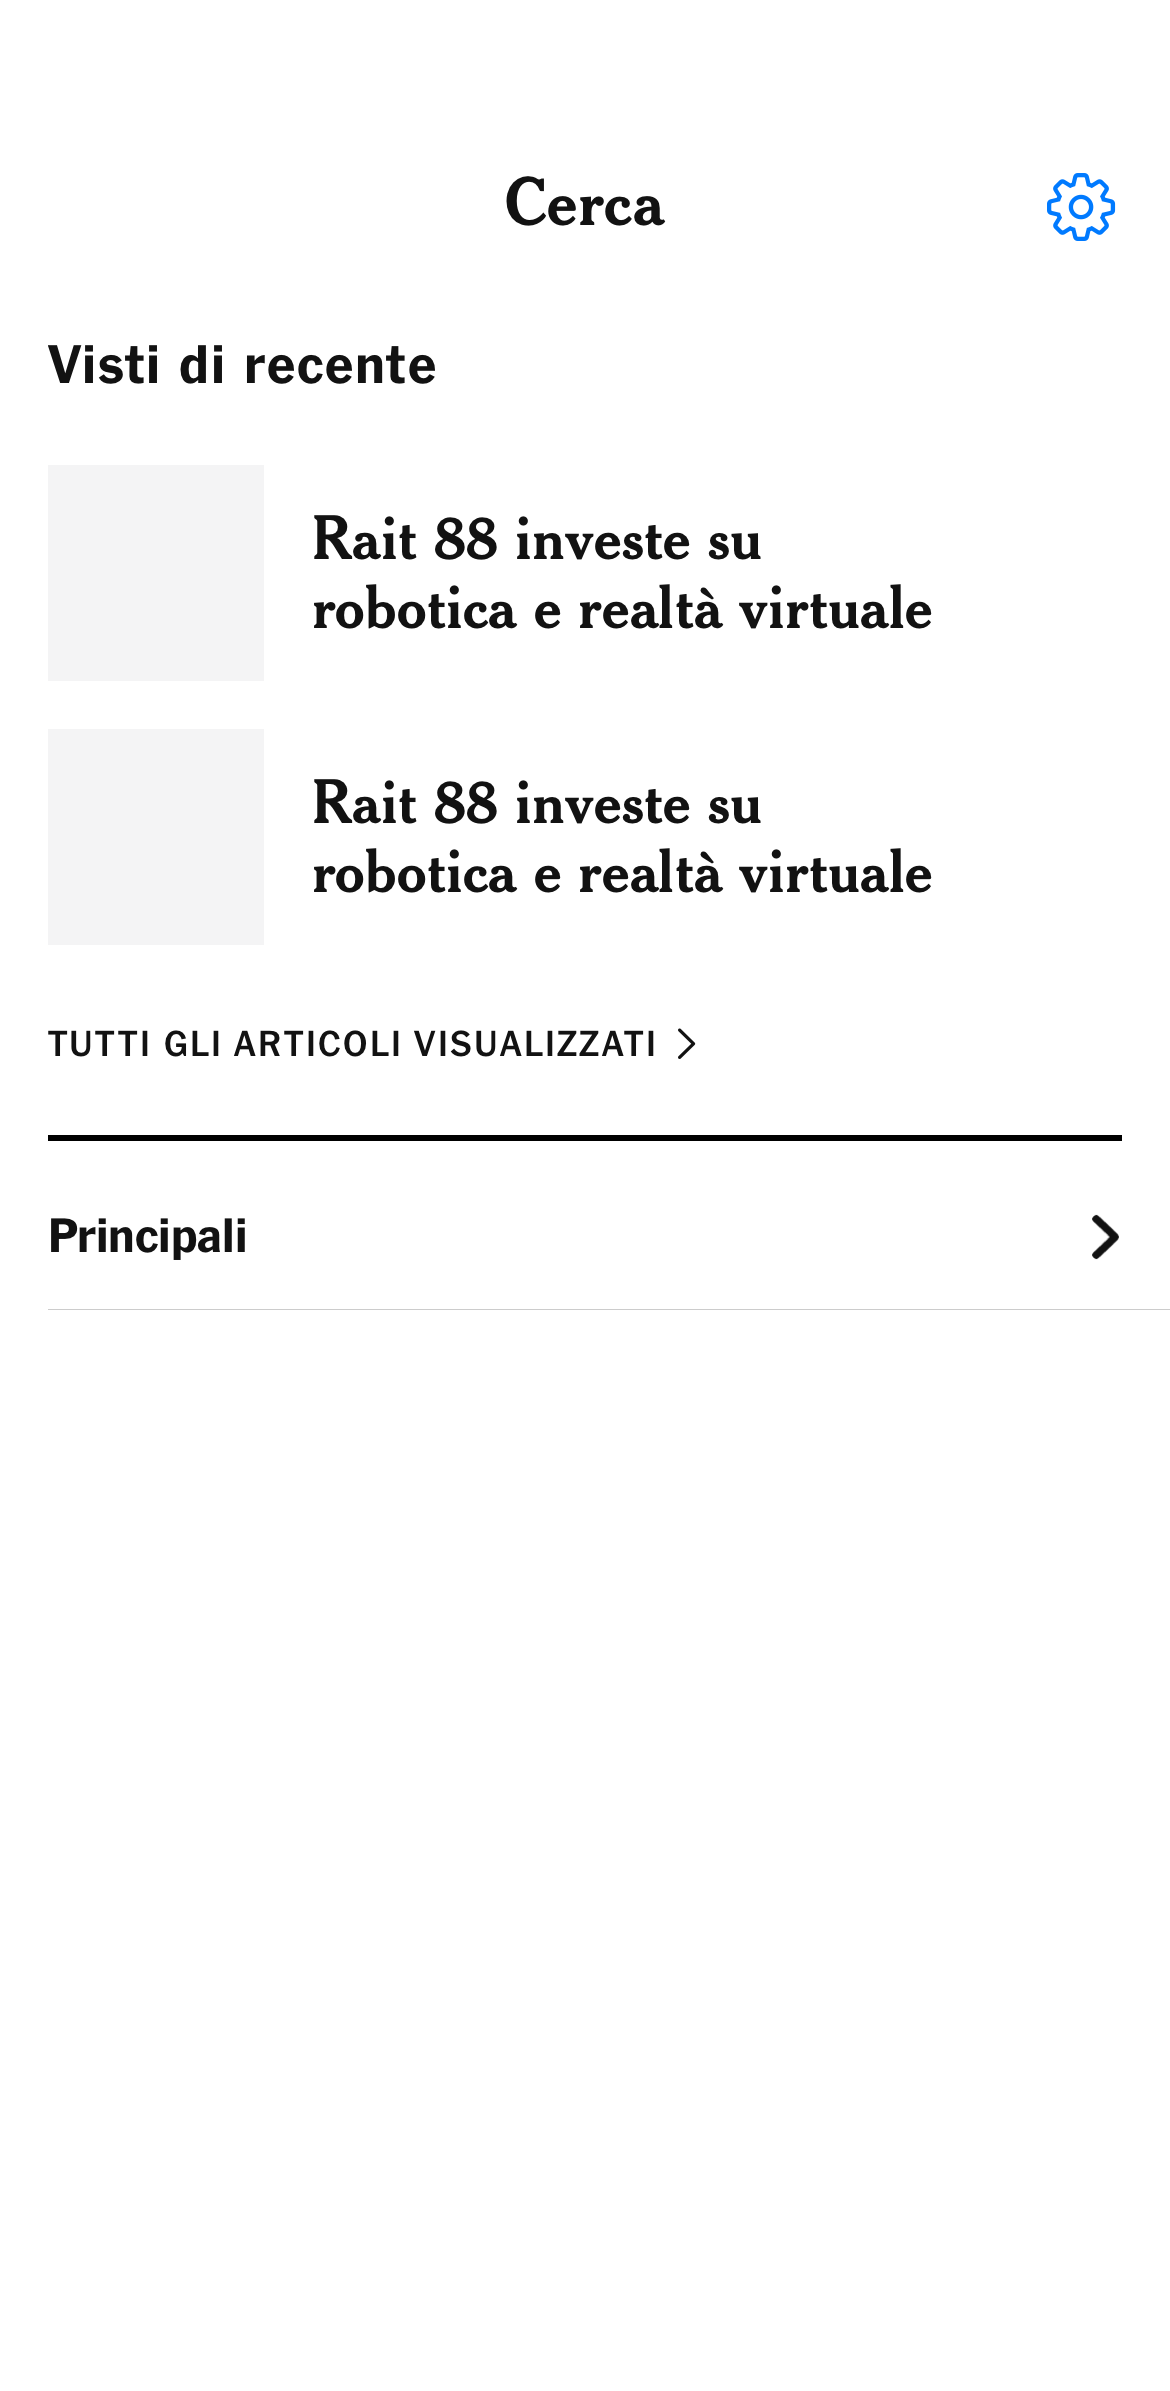 Cerca
Visti di recente
Rait 88 investe su
robotica e realtà virtuale
Rait 88 investe su
robotica e realtà virtuale
TUTTI GLI ARTICOLI VISUALIZZATI
Principali